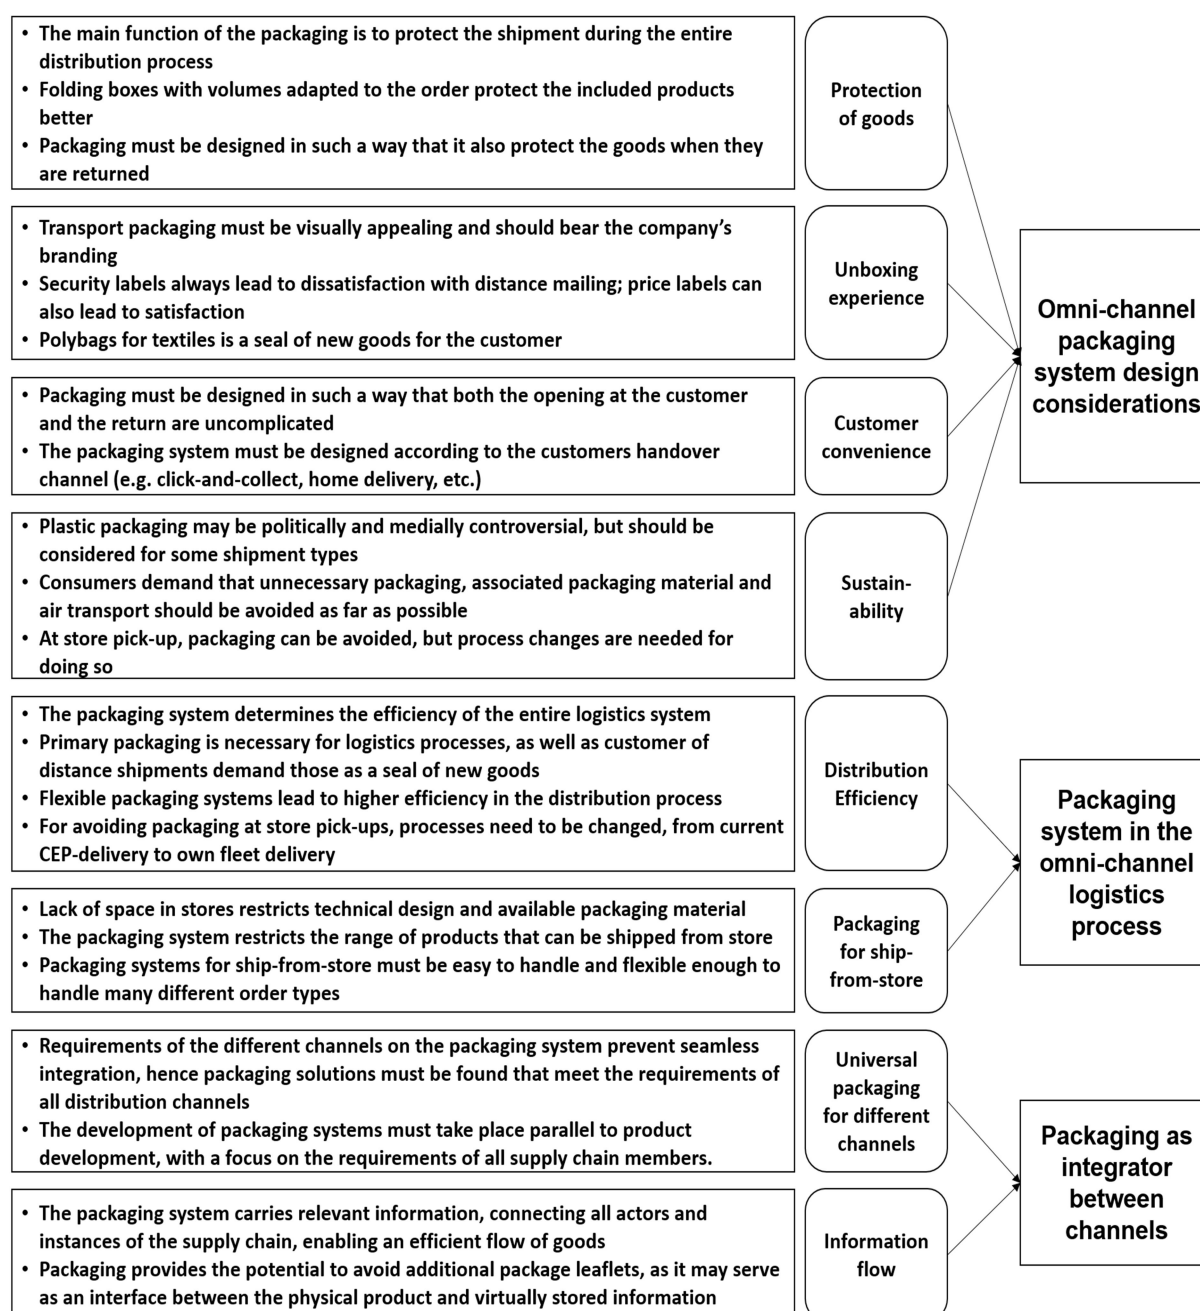 • The main function of the packaging is to protect the shipment during the entire
distribution process
• Folding boxes with volumes adapted to the order protect the included products
better
• Packaging must be designed in such a way that it also protect the goods when they
are returned
Protection
of goods
• Transport packaging must be visually appealing and should bear the company’s
branding
• Security labels always lead to dissatisfaction with distance mailing; price labels can
also lead to satisfaction
• Polybags for textiles is a seal of new goods for the customer
Unboxing
experience
• Packaging must be designed in such a way that both the opening at the customer
and the return are uncomplicated
• The packaging system must be designed according to the customers handover
channel (e.g. click-and-collect, home delivery, etc.)
Customer
convenience
• Plastic packaging may be politically and medially controversial, but should be
considered for some shipment types
• Consumers demand that unnecessary packaging, associated packaging material and
air transport should be avoided as far as possible
• At store pick-up, packaging can be avoided, but process changes are needed for
doing so
Sustain-
ability
Omni-channel
packaging
system design
considerations
• The packaging system determines the efficiency of the entire logistics system
• Primary packaging is necessary for logistics processes, as well as customer of
distance shipments demand those as a seal of new goods
• Flexible packaging systems lead to higher efficiency in the distribution process
• For avoiding packaging at store pick-ups, processes need to be changed, from current
CEP-delivery to own fleet delivery
Distribution
Efficiency
• Lack of space in stores restricts technical design and available packaging material
• The packaging system restricts the range of products that can be shipped from store
• Packaging systems for ship-from-store must be easy to handle and flexible enough to
handle many different order types
Packaging
for ship-
from-store
Packaging
system in the
omni-channel
logistics
process
• Requirements of the different channels on the packaging system prevent seamless
integration, hence packaging solutions must be found that meet the requirements of
all distribution channels
• The development of packaging systems must take place parallel to product
development, with a focus on the requirements of all supply chain members.
Universal
packaging
for different
channels
• The packaging system carries relevant information, connecting all actors and
instances of the supply chain, enabling an efficient flow of goods
• Packaging provides the potential to avoid additional package leaflets, as it may serve
as an interface between the physical product and virtually stored information
Information
flow
Packaging as
integrator
between
channels